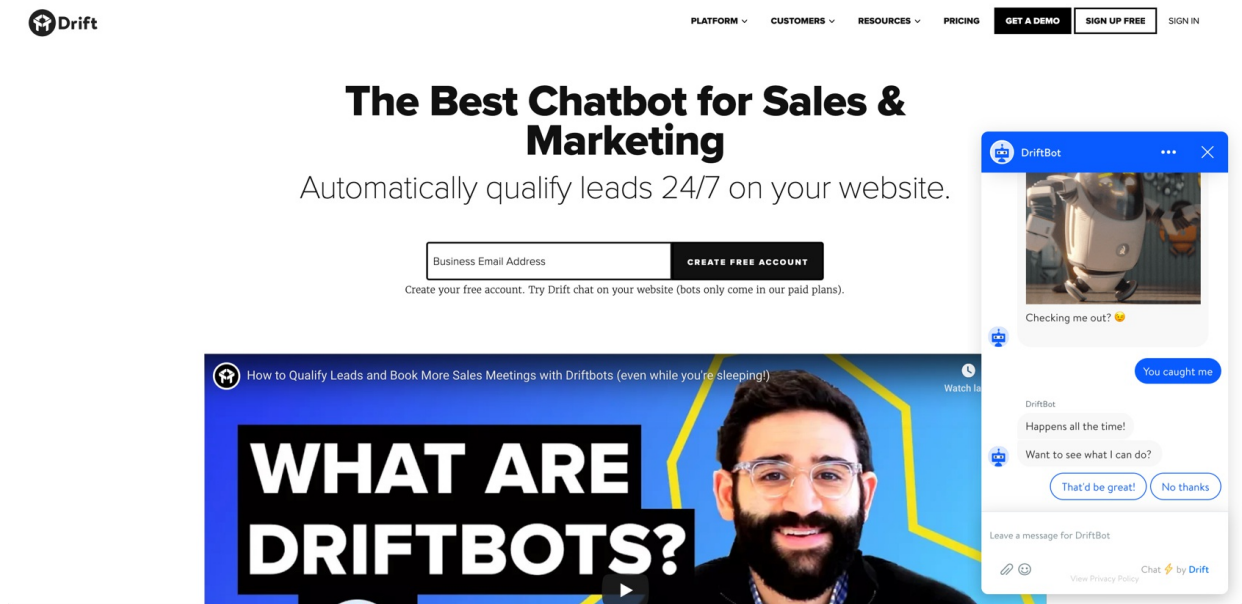 Drift
PLATFORM
CUSTOMERS
RESOURCES
PRICING
GET A DEMO
SIGN UP FREE
SIGN IN
The Best Chatbot for Sales &
Marketing
Automatically qualify leads 24/7 on your website.
Business Email Address
CREATE FREE ACCOUNT
Create your free account. Try Drift chat on your website (bots only come in our paid plans).
How to Qualify Leads and Book More Sales Meetings with Driftbots (even while you're sleeping!)
Watch la
WHAT ARE
DRIFTBOTS?
DriftBot
Checking me out? 😉
You caught me
DriftBot
Happens all the time!
Want to see what I can do?
That'd be great!
No thanks
Leave a message for DriftBot
Chat ⚡ by Drift
View Privacy Policy